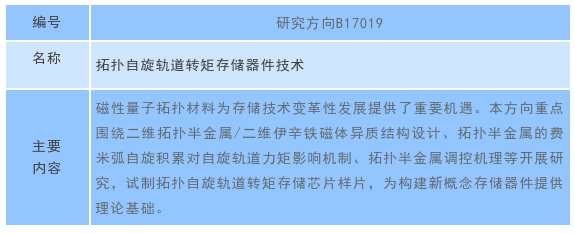 编号 研究方向B17019
名称 拓扑自旋轨道转矩存储器件技术
主要内容
磁性量子拓扑材料为存储技术变革性发展提供了重要机遇。本方向重点
围绕二维拓扑半金属/二维伊辛铁磁体异质结构设计、拓扑半金属的费
米弧自旋积累对自旋轨道力矩影响机制、拓扑半金属调控机理等开展研
究，试制拓扑自旋轨道转矩存储芯片样片，为构建新概念存储器件提供
理论基础。